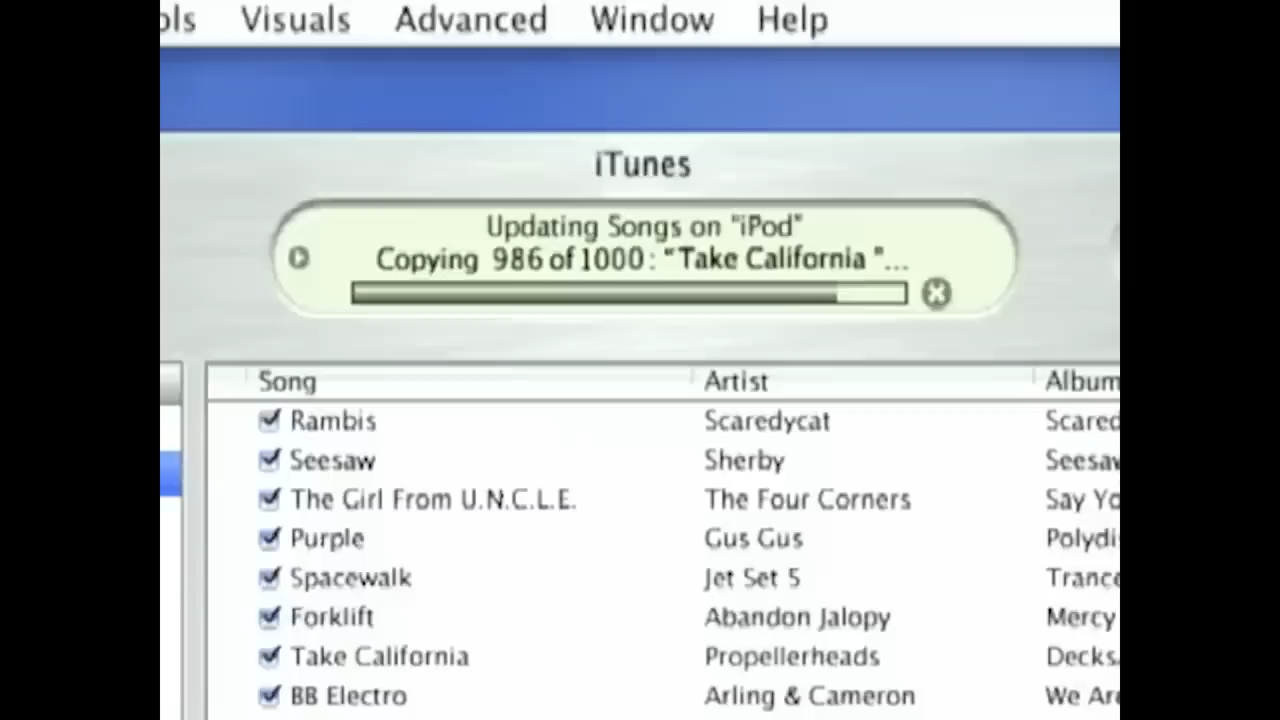 Visuals Advanced Window Help
iTunes
Updating Songs on "iPod"
Copying 986 of 1000: "Take California "...
Song Artist Album
Rambis Scaredycat Scared
Seesaw Sherby Seesaw
The Girl From U.N.C.L.E. The Four Corners Say Yo
Purple Gus Gus Polydi
Spacewalk Jet Set 5 Trance
Forklift Abandon Jalopy Mercy
Take California Propellerheads Decks
BB Electro Arling & Cameron We Are